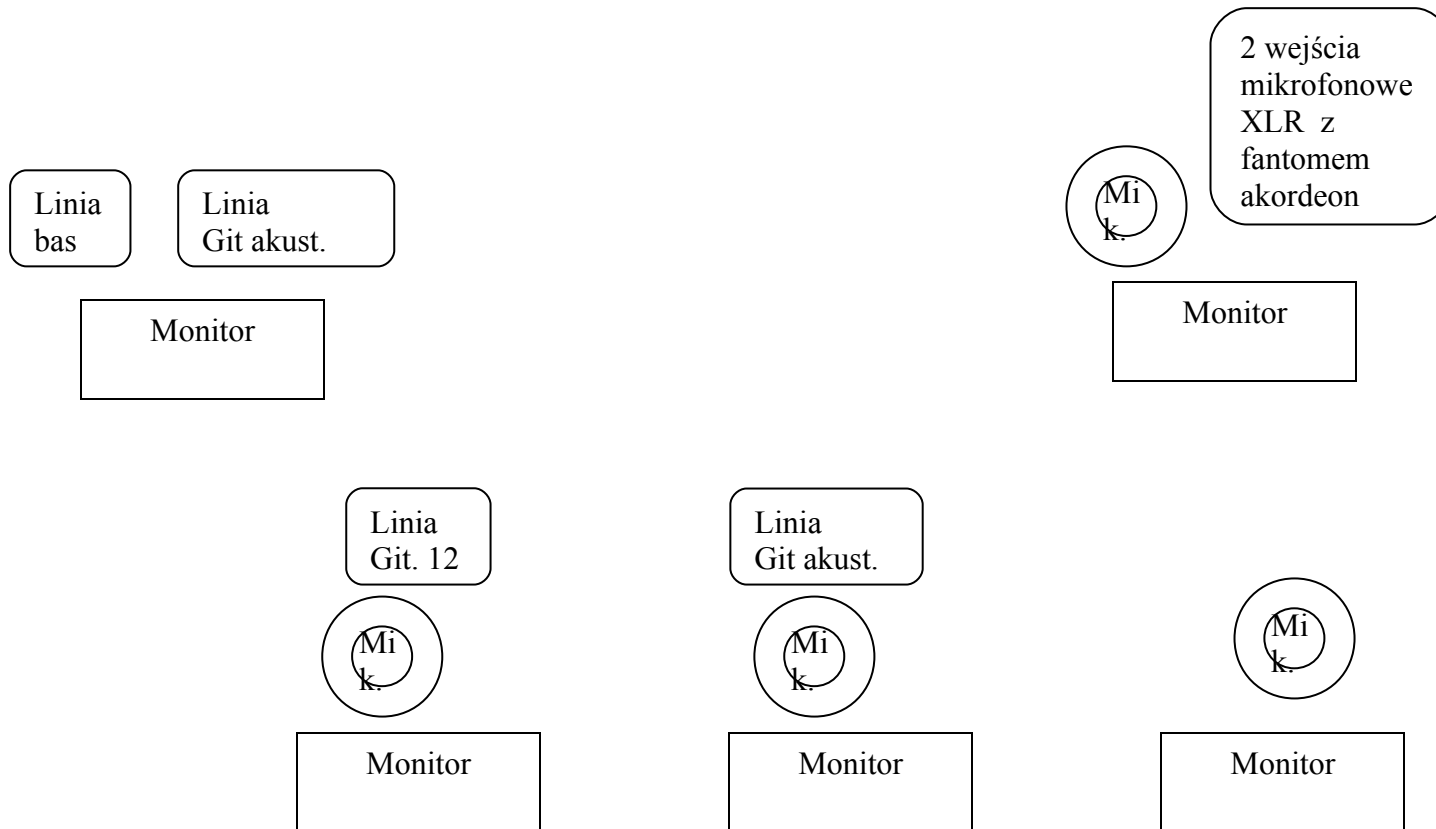 2 wejścia
mikrofonowe
XLR z
fantomem
akordeon
Linia
bas
Linia
Git akust.
Mi
k.
Monitor
Monitor
Linia
Git. 12
Linia
Git akust.
Mi
k.
Mi
k.
Mi
k.
Monitor
Monitor
Monitor